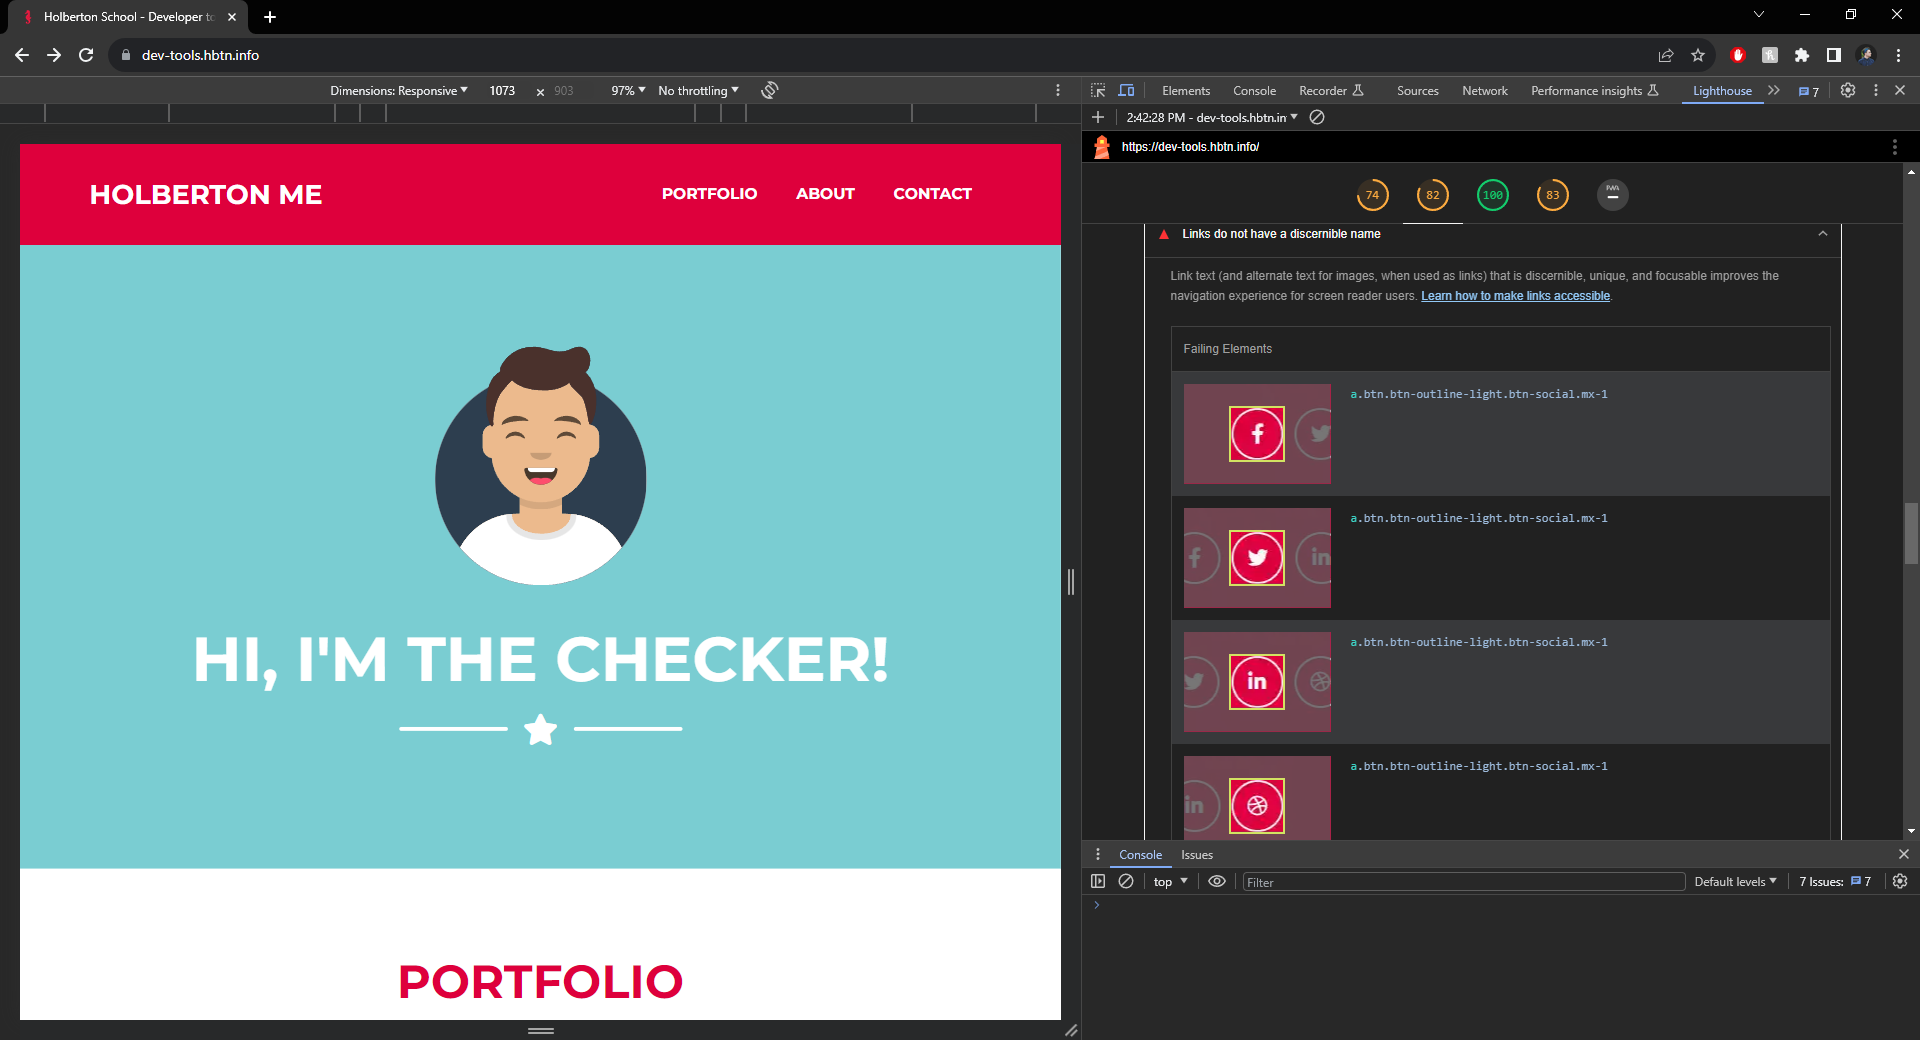 Holberton School - Developer to
dev-tools.hbtn.info
Dimensions: Responsive 1073 × 903 97% No throttling
Elements Console Recorder Sources Network Performance insights Lighthouse 7
2:42:28 PM - dev-tools.hbtn.in
https://dev-tools.hbtn.info/
74 82 100 83 PWA
HOLBERTON ME PORTFOLIO ABOUT CONTACT
HI, I'M THE CHECKER!
PORTFOLIO
Links do not have a discernible name
Link text (and alternate text for images, when used as links) that is discernible, unique, and focusable improves the
navigation experience for screen reader users. Learn how to make links accessible.
Failing Elements
a.btn.btn-outline-light.btn-social.mx-1
a.btn.btn-outline-light.btn-social.mx-1
a.btn.btn-outline-light.btn-social.mx-1
a.btn.btn-outline-light.btn-social.mx-1
Console Issues
top Filter Default levels 7 Issues: 7